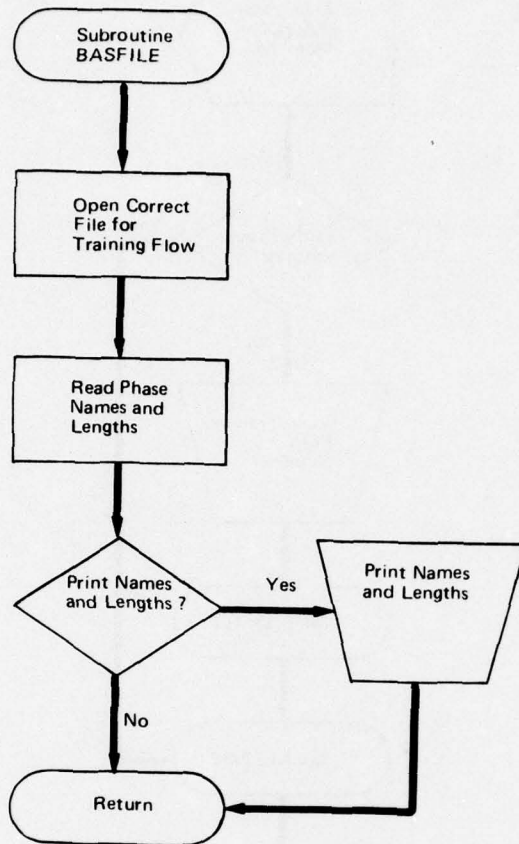 Subroutine
BASFILE
Open Correct
File for
Training Flow
Read Phase
Names and
Lengths
Print Names
and Lengths ?
Yes
Print Names
and Lengths
No
Return